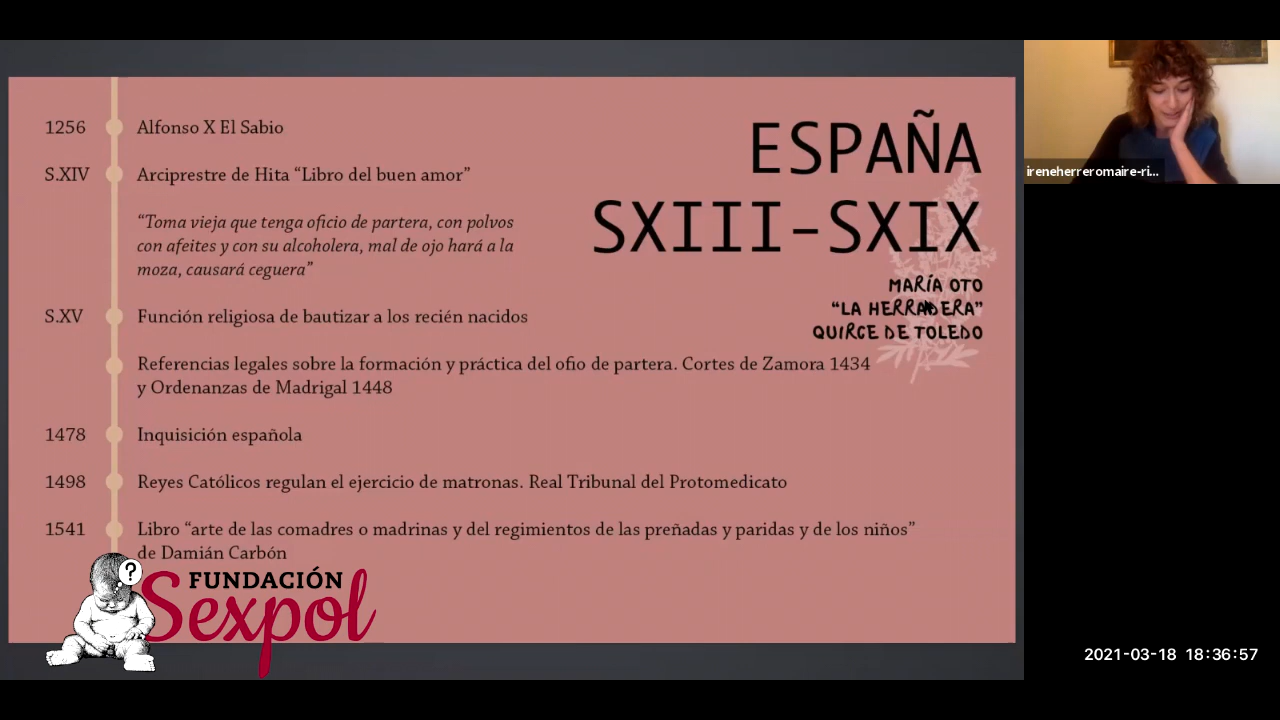 1256 Alfonso X El Sabio
S.XIV Arciprestre de Hita “Libro del buen amor”
“Toma vieja que tenga oficio de partera, con polvos
con afeites y con su alcoholera, mal de ojo hará a la
moza, causará ceguera”
S.XV Función religiosa de bautizar a los recién nacidos
Referencias legales sobre la formación y práctica del ofio de partera. Cortes de Zamora 1434
y Ordenanzas de Madrigal 1448
1478 Inquisición española
1498 Reyes Católicos regulan el ejercicio de matronas. Real Tribunal del Protomedicato
1541 Libro “arte de las comadres o madrinas y del regimientos de las preñadas y paridas y de los niños”
de Damián Carbón
ESPAÑA
SXIII-SXIX
MARÍA OTO
“LA HERRADERA”
QUIRCE DE TOLEDO
?
FUNDACIÓN
Sexpol
ireneherreromaire-ri...
2021-03-18 18:36:57